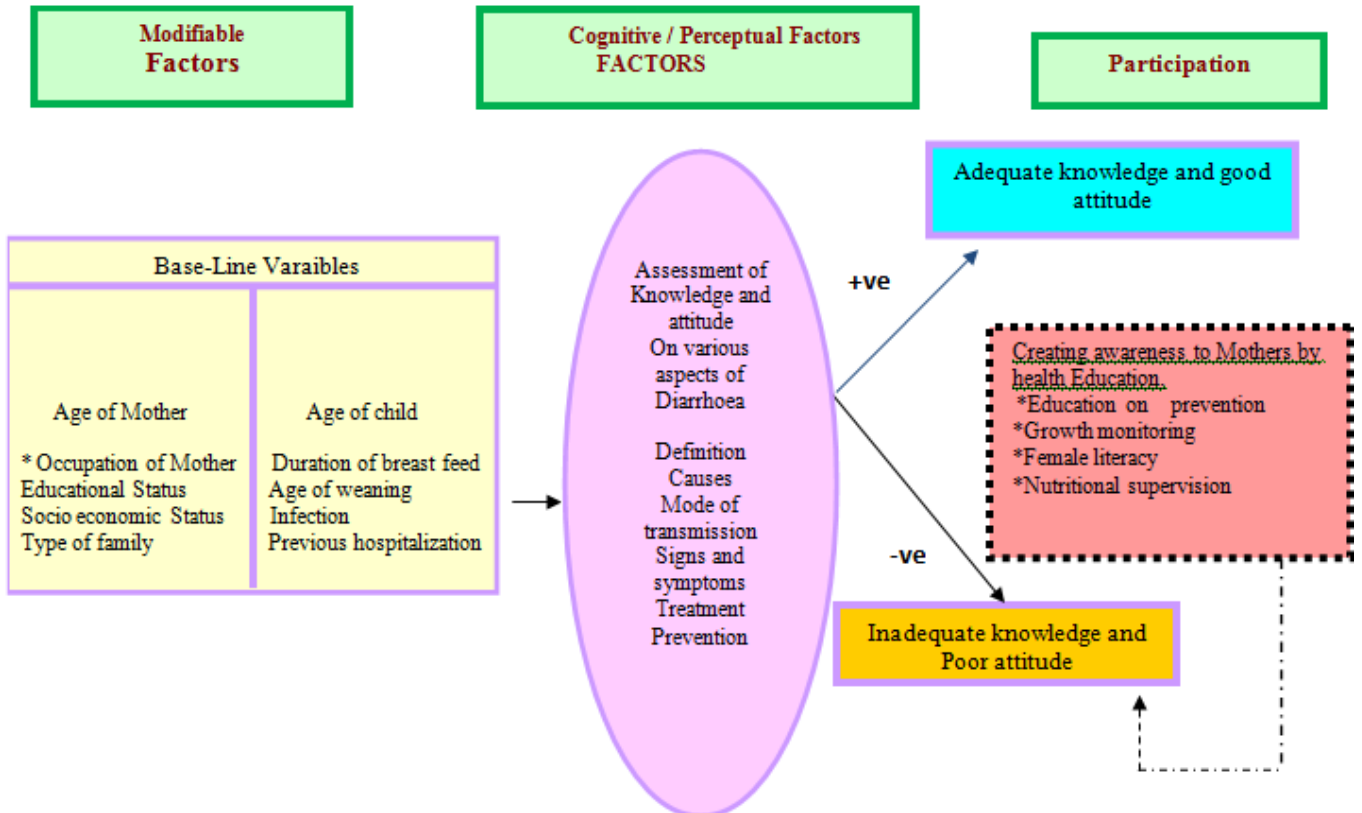 Modifiable
Factors
Cognitive / Perceptual Factors
FACTORS
Participation
Base-Line Varaibles
Age of Mother
* Occupation of Mother
Educational Status
Socio economic Status
Type of family
Age of child
Duration of breast feed
Age of weaning
Infection
Previous hospitalization
Assessment of
Knowledge and
attitude
On various
aspects of
Diarrhoea
Definition
Causes
Mode of
transmission
Signs and
symptoms
Treatment
Prevention
+ve
-ve
Adequate knowledge and good
attitude
Creating awareness to Mothers by
health Education.
*Education on prevention
*Growth monitoring
*Female literacy
*Nutritional supervision
Inadequate knowledge and
Poor attitude